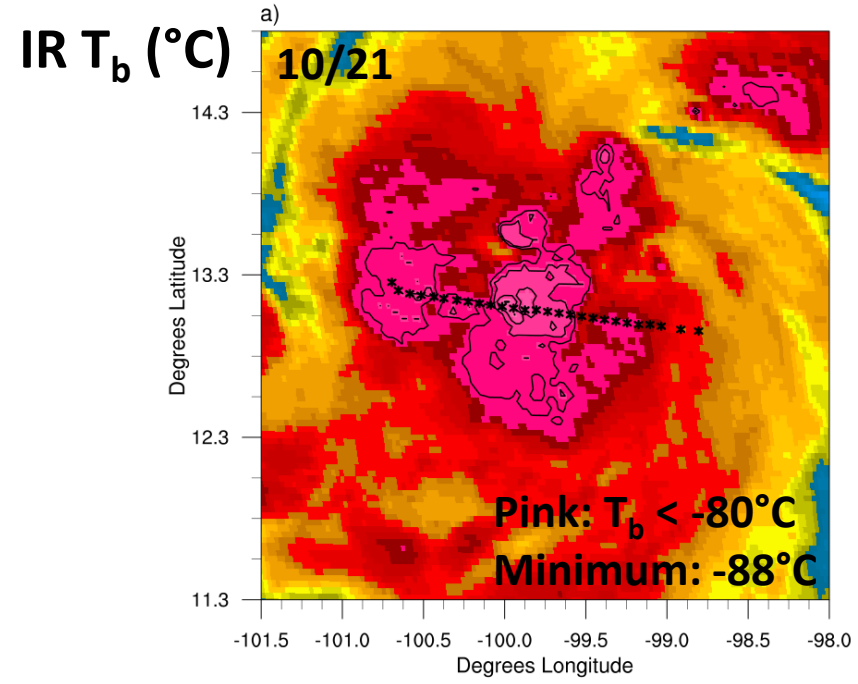 a)
IR Tb (°C)
10/21
14.3
13.3
12.3
11.3
Degrees Latitude
Pink: Tb < -80°C
Minimum: -88°C
-101.5 -101.0 -100.5 -100.0 -99.5 -99.0 -98.5 -98.0
Degrees Longitude